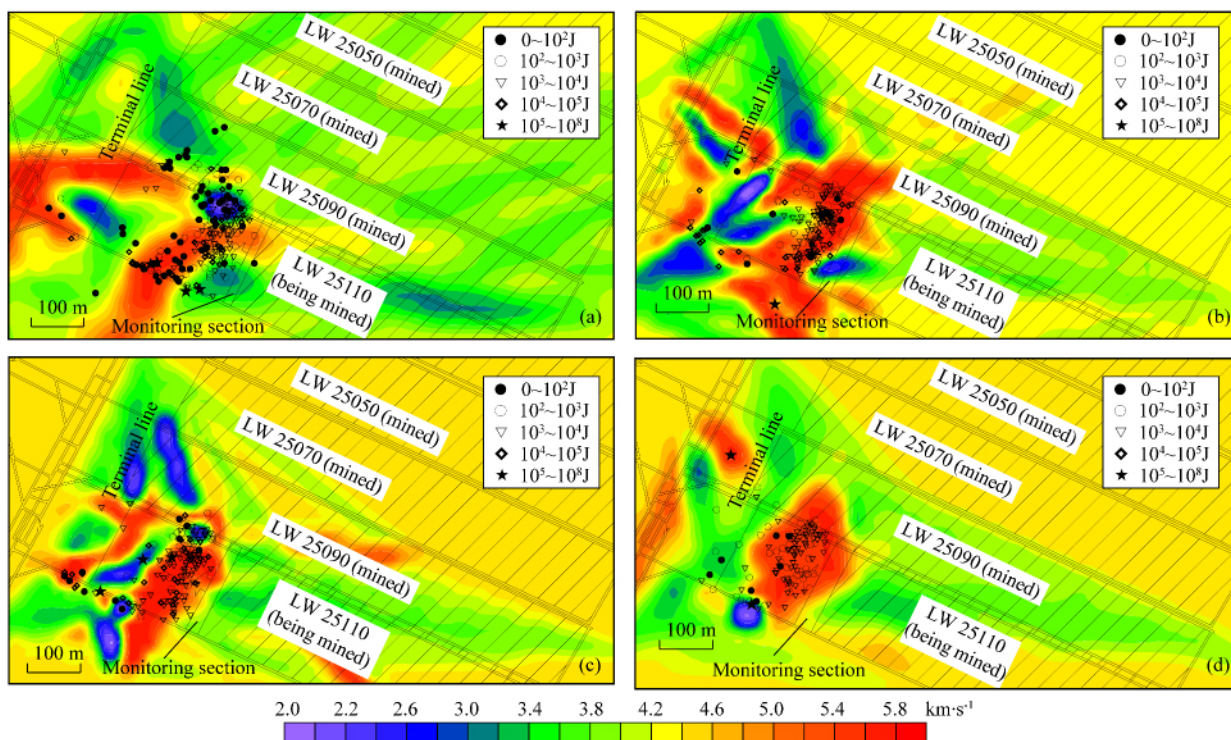 LW 25050 (mined)
LW 25070 (mined)
LW 25090 (mined)
LW 25110
(being mined)
Terminal line
Monitoring section
100 m
0~10²J
10²~10³J
10³~10⁴J
10⁴~10⁵J
10⁵~10⁸J
(a)
LW 25050 (mined)
LW 25070 (mined)
LW 25090 (mined)
LW 25110
(being mined)
Terminal line
Monitoring section
100 m
0~10²J
10²~10³J
10³~10⁴J
10⁴~10⁵J
10⁵~10⁸J
(b)
LW 25050 (mined)
LW 25070 (mined)
LW 25090 (mined)
LW 25110
(being mined)
Terminal line
Monitoring section
100 m
0~10²J
10²~10³J
10³~10⁴J
10⁴~10⁵J
10⁵~10⁸J
(c)
LW 25050 (mined)
LW 25070 (mined)
LW 25090 (mined)
LW 25110
(being mined)
Terminal line
Monitoring section
100 m
0~10²J
10²~10³J
10³~10⁴J
10⁴~10⁵J
10⁵~10⁸J
(d)
2.0 2.2 2.6 3.0 3.4 3.8 4.2 4.6 5.0 5.4 5.8 km·s⁻¹